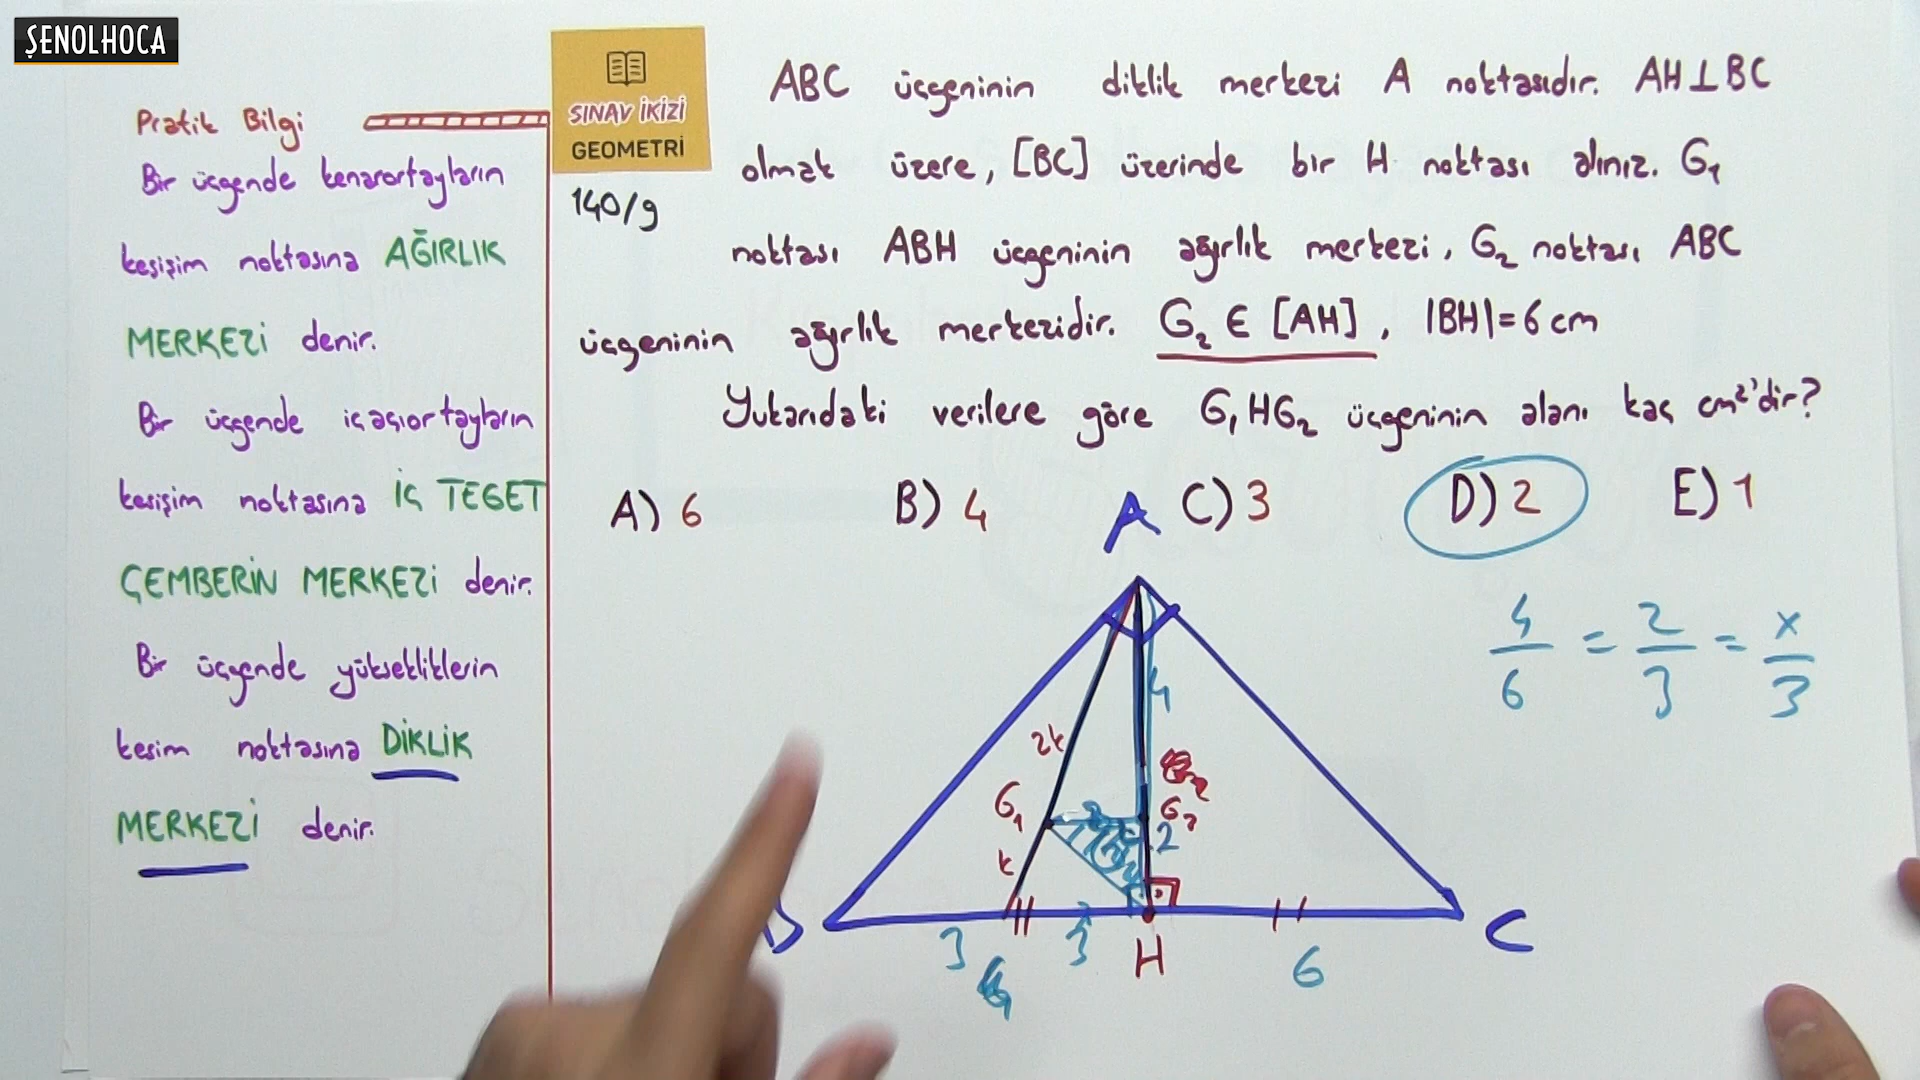 ŞENOLHOCA
Pratik Bilgi
Bir üçgende kenarortayların
kesişim noktasına AĞIRLIK
MERKEZİ denir.
Bir üçgende iç açıortayların
kesişim noktasına İÇ TEĞET
ÇEMBERİN MERKEZİ denir.
Bir üçgende yüksekliklerin
kesim noktasına DİKLİK
MERKEZİ denir.
SINAV İKİZİ
GEOMETRİ
140/9
ABC üçgeninin diklik merkezi A noktasıdır. AH⊥BC
olmak üzere, [BC] üzerinde bir H noktası alınız. G₁
noktası ABH üçgeninin ağırlık merkezi, G₂ noktası ABC
üçgeninin ağırlık merkezidir. G₂ ∈ [AH], |BH|=6 cm
Yukarıdaki verilere göre G₁HG₂ üçgeninin alanı kaç cm²'dir?
A) 6 B) 4 C) 3 D) 2 E) 1
A
4/6 = 2/3 = x/3
4
2k
G₁
G₂
2
k
B
C
3
3
H
6